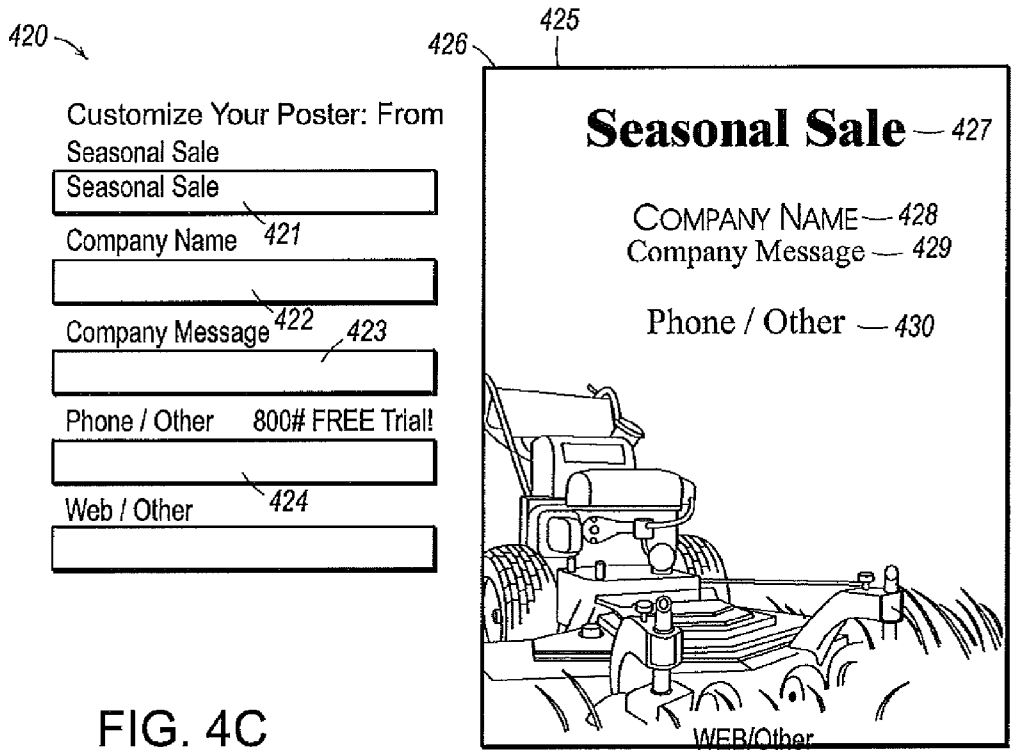 420
Customize Your Poster: From
Seasonal Sale
Seasonal Sale
421
Company Name
422
Company Message
423
Phone / Other 800# FREE Trial!
424
Web / Other
FIG. 4C
426
425
Seasonal Sale 427
COMPANY NAME 428
Company Message 429
Phone / Other 430
WEB/Other